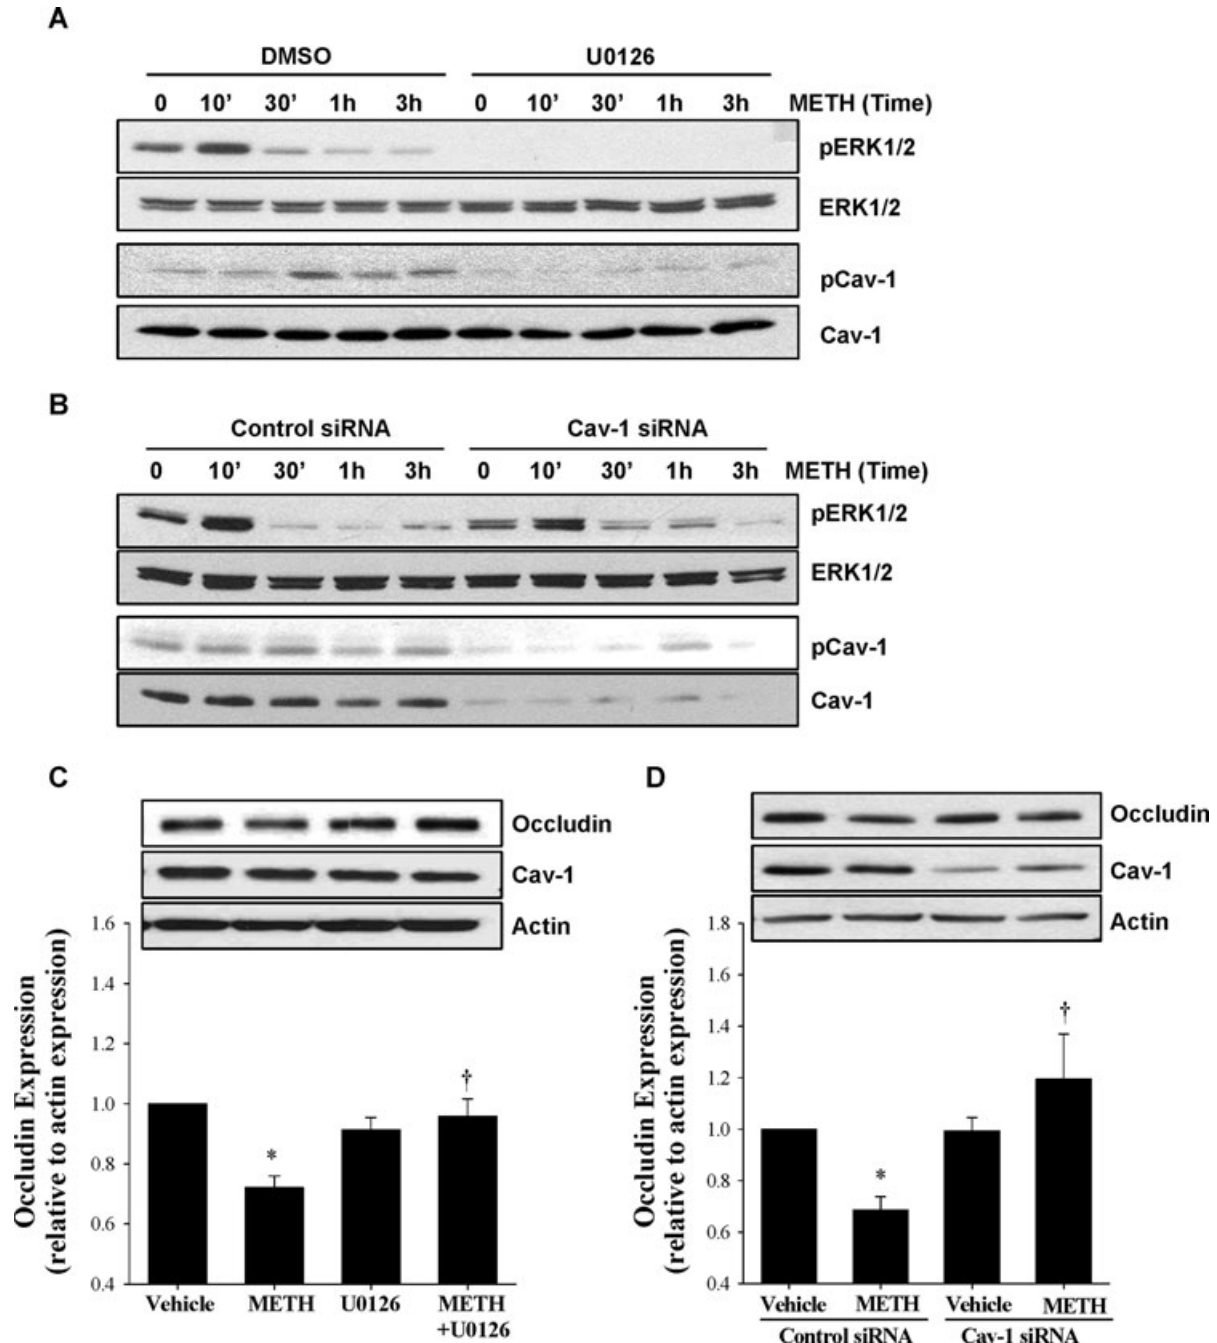 A
DMSO U0126
0 10’ 30’ 1h 3h 0 10’ 30’ 1h 3h METH (Time)
pERK1/2
ERK1/2
pCav-1
Cav-1
B
Control siRNA Cav-1 siRNA
0 10’ 30’ 1h 3h 0 10’ 30’ 1h 3h METH (Time)
pERK1/2
ERK1/2
pCav-1
Cav-1
C
Occludin
Cav-1
Actin
Occludin Expression
(relative to actin expression)
1.6
1.4
1.2
1.0
0.8
0.6
0.4
*
†
Vehicle METH U0126 METH
+U0126
D
Occludin
Cav-1
Actin
Occludin Expression
(relative to actin expression)
1.8
1.6
1.4
1.2
1.0
0.8
0.6
0.4
*
†
Vehicle METH Vehicle METH
Control siRNA Cav-1 siRNA